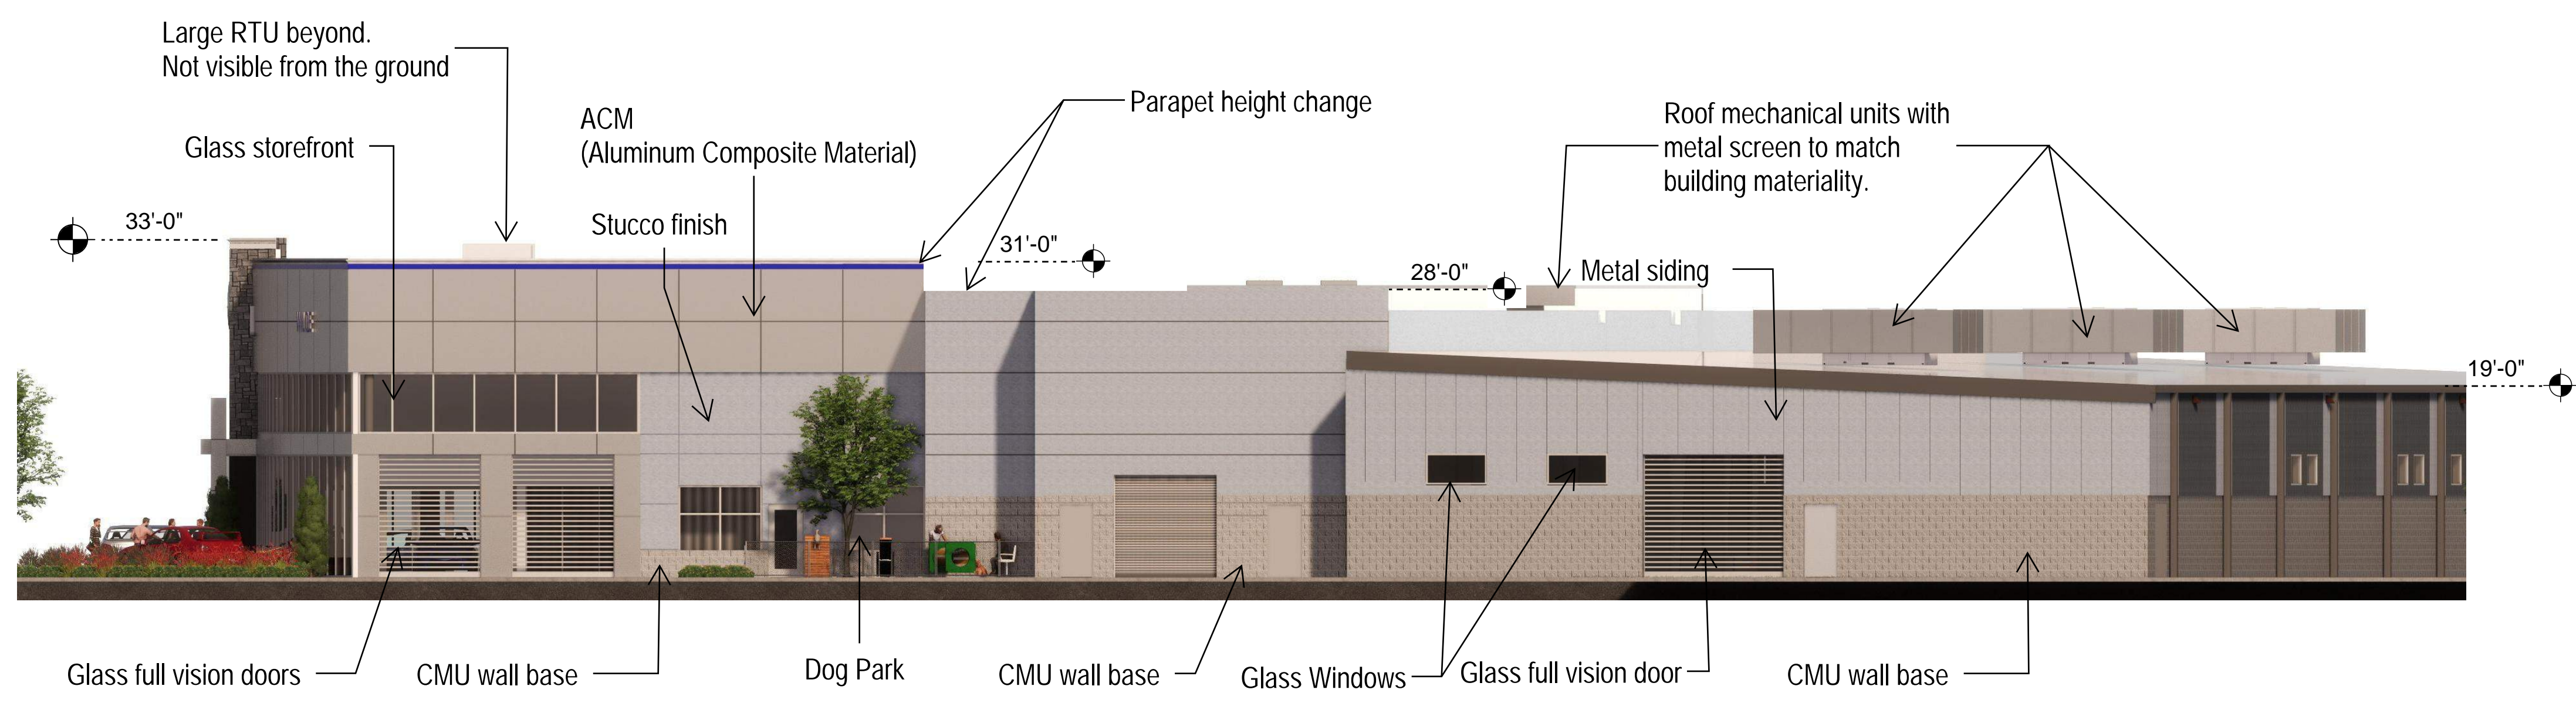 Large RTU beyond.
Not visible from the ground
Glass storefront
ACM
(Aluminum Composite Material)
Stucco finish
Parapet height change
Roof mechanical units with
metal screen to match
building materiality.
Metal siding
33'-0"
31'-0"
28'-0"
19'-0"
Glass full vision doors
CMU wall base
Dog Park
CMU wall base
Glass Windows
Glass full vision door
CMU wall base